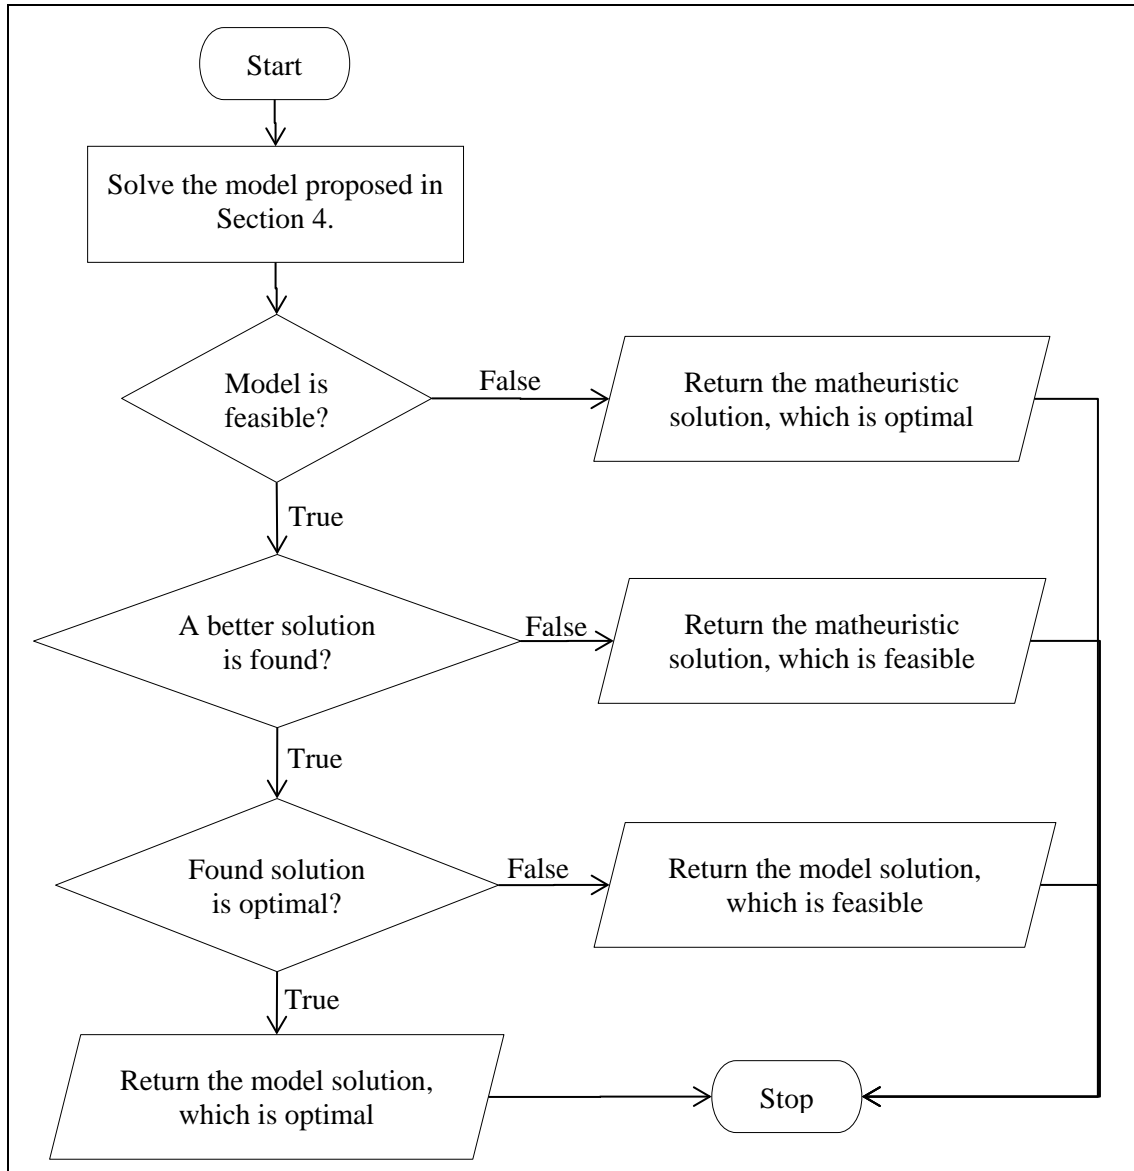 Start
Solve the model proposed in
Section 4.
Model is
feasible?
False
Return the matheuristic
solution, which is optimal
True
A better solution
is found?
False
Return the matheuristic
solution, which is feasible
True
Found solution
is optimal?
False
Return the model solution,
which is feasible
True
Return the model solution,
which is optimal
Stop